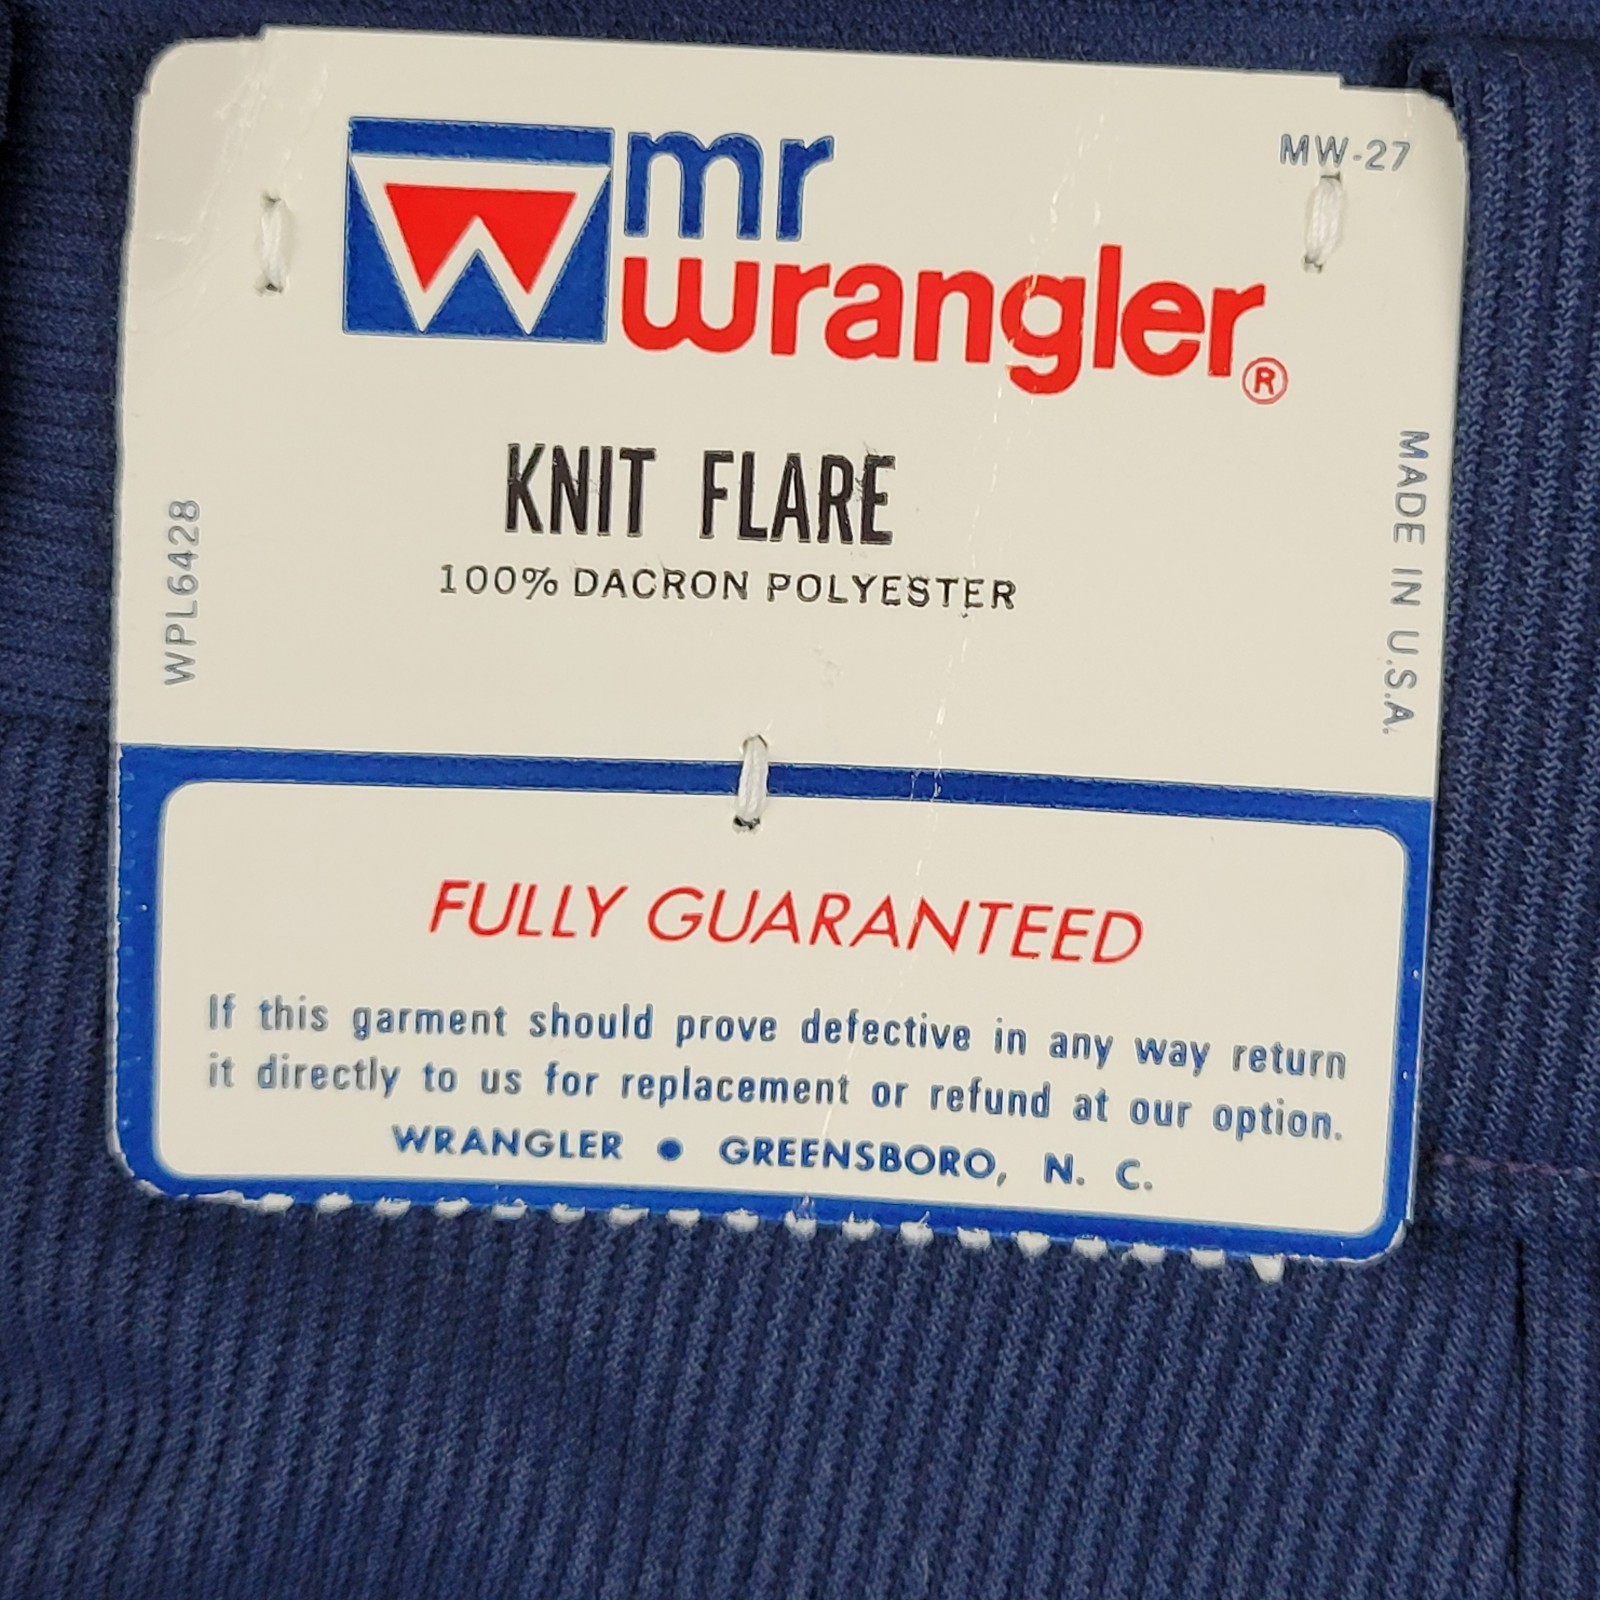 MW-27
mr
wrangler®
KNIT FLARE
100% DACRON POLYESTER
WPL6428
MADE IN U.S.A.
FULLY GUARANTEED
If this garment should prove defective in any way return
it directly to us for replacement or refund at our option.
WRANGLER • GREENSBORO, N. C.